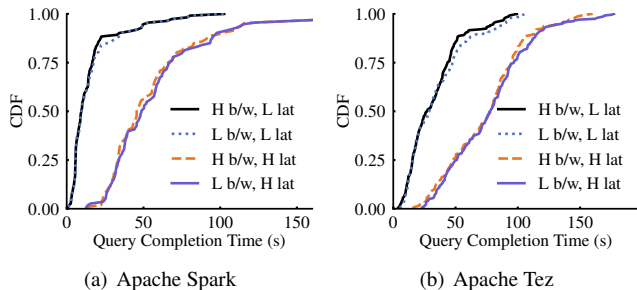 1.00
0.75
0.50
0.25
0.00
CDF
H b/w, L lat
L b/w, L lat
H b/w, H lat
L b/w, H lat
0 50 100 150
Query Completion Time (s)
(a) Apache Spark
1.00
0.75
0.50
0.25
0.00
CDF
H b/w, L lat
L b/w, L lat
H b/w, H lat
L b/w, H lat
0 50 100 150
Query Completion Time (s)
(b) Apache Tez